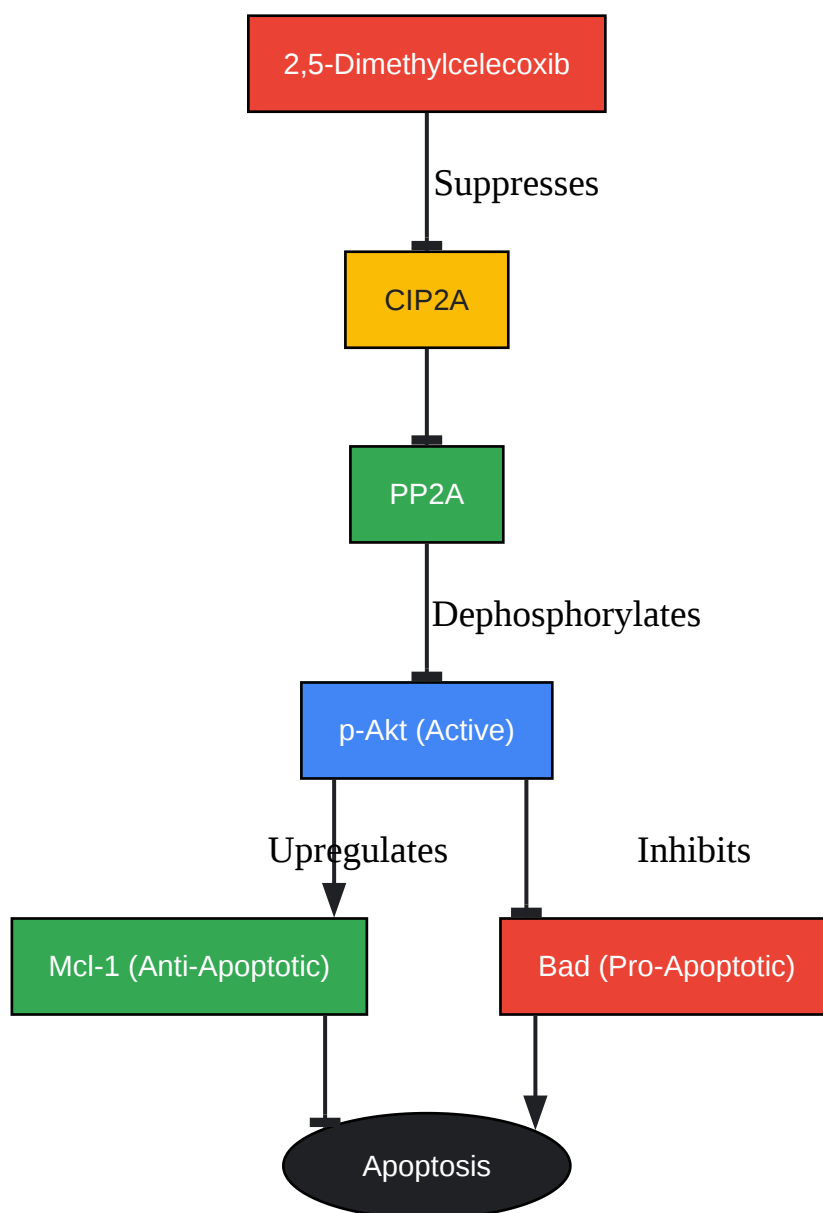 2,5-Dimethylcelecoxib
Suppresses
CIP2A
PP2A
Dephosphorylates
p-Akt (Active)
Upregulates
Inhibits
Mcl-1 (Anti-Apoptotic)
Bad (Pro-Apoptotic)
Apoptosis